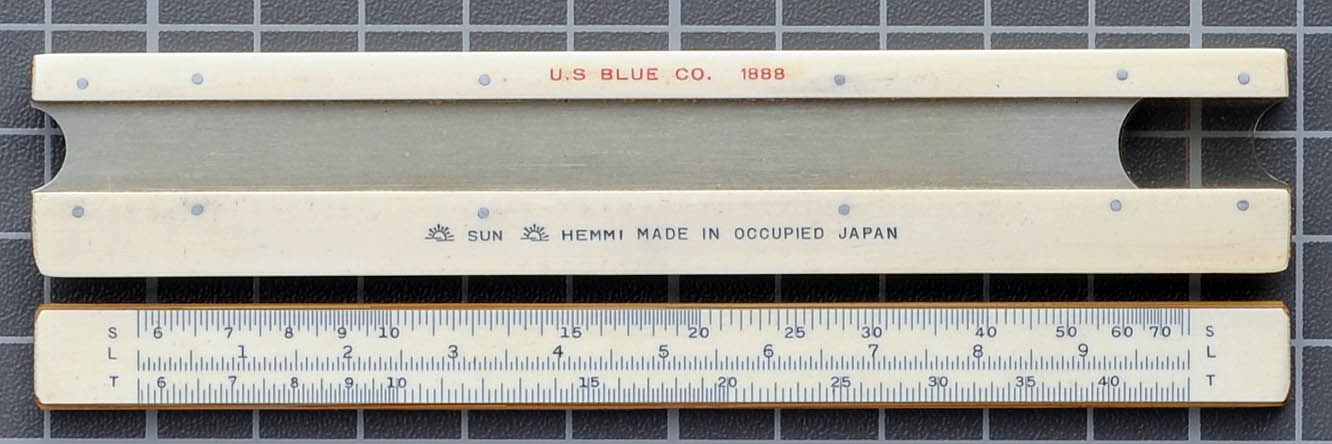 U.S BLUE CO. 1888
SUN HEMMI MADE IN OCCUPIED JAPAN
S 6 7 8 9 10 15 20 25 30 40 50 60 70 S
L 1 2 3 4 5 6 7 8 9 L
T 6 7 8 9 10 15 20 25 30 35 40 T